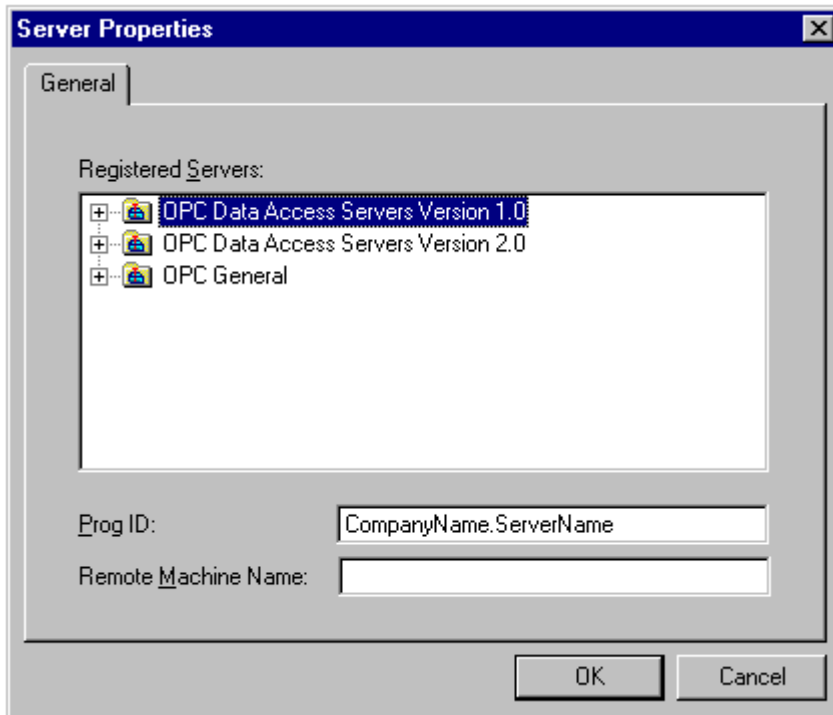 Server Properties
General
Registered Servers:
OPC Data Access Servers Version 1.0
OPC Data Access Servers Version 2.0
OPC General
Prog ID: CompanyName.ServerName
Remote Machine Name:
OK Cancel